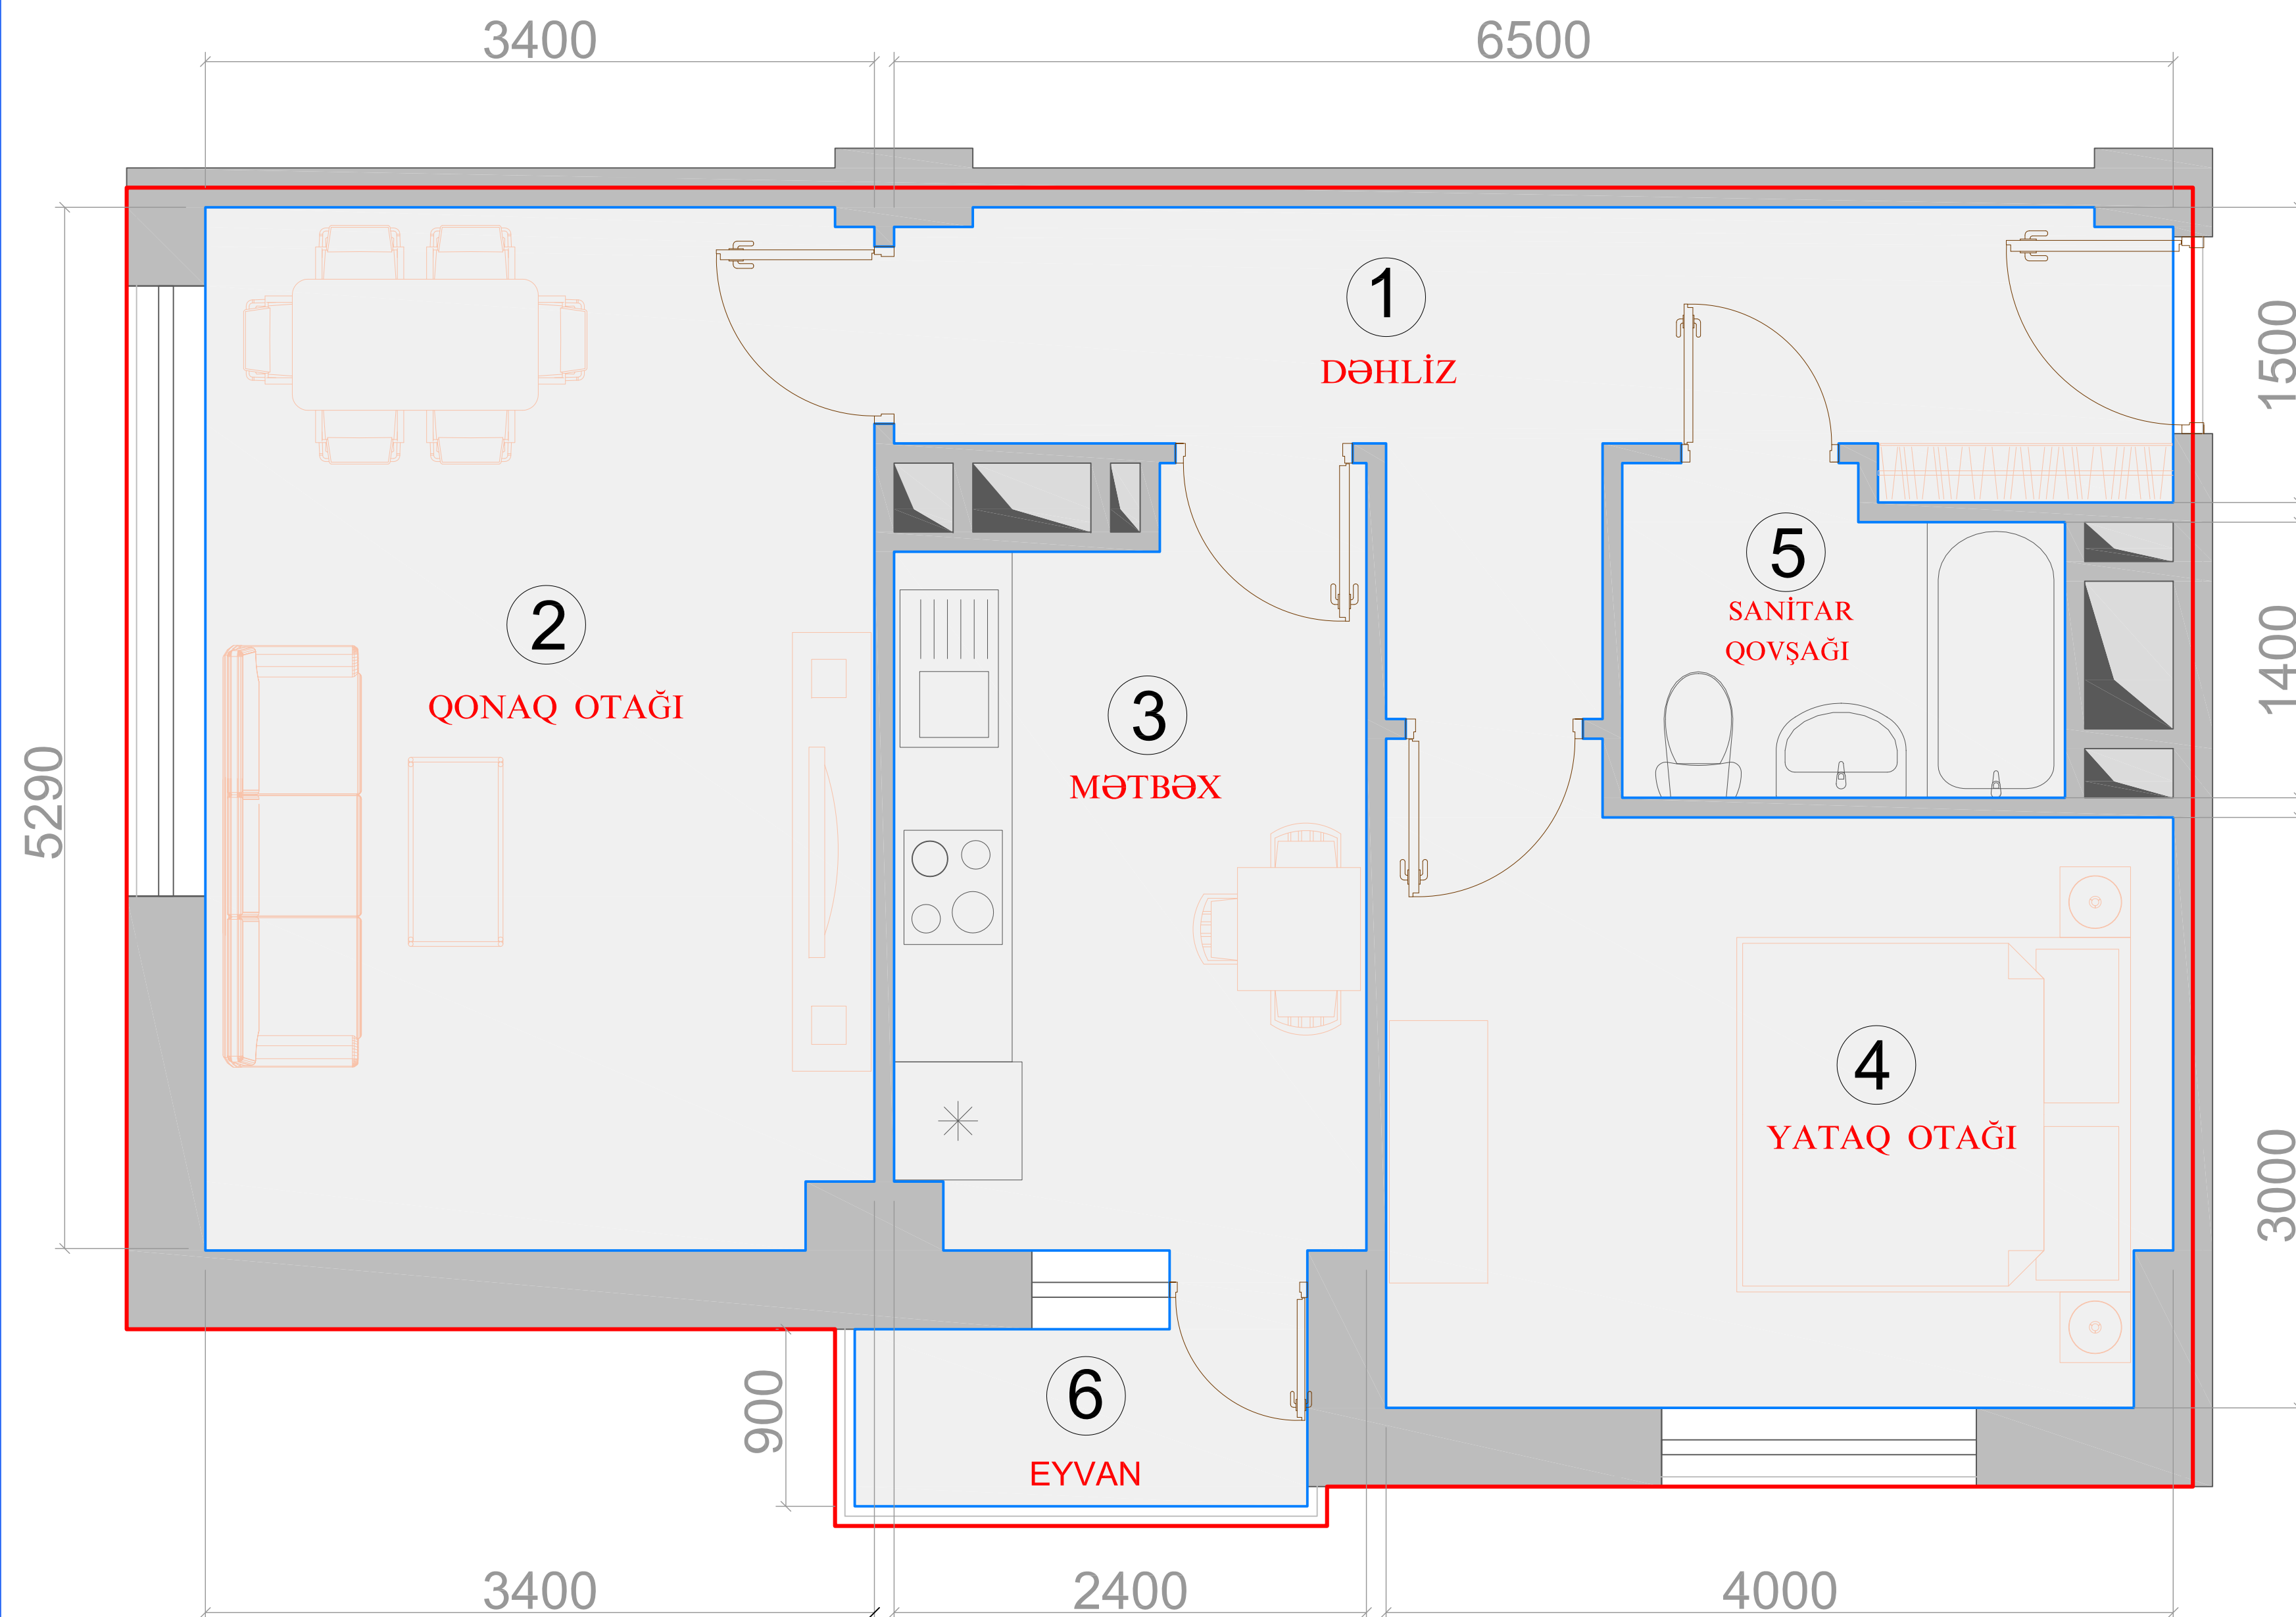 3400
6500
1
DƏHLİZ
1500
2
QONAQ OTAĞI
3
MƏTBƏX
5
SANİTAR
QOVŞAĞI
1400
5290
4
YATAQ OTAĞI
3000
900
6
EYVAN
3400
2400
4000